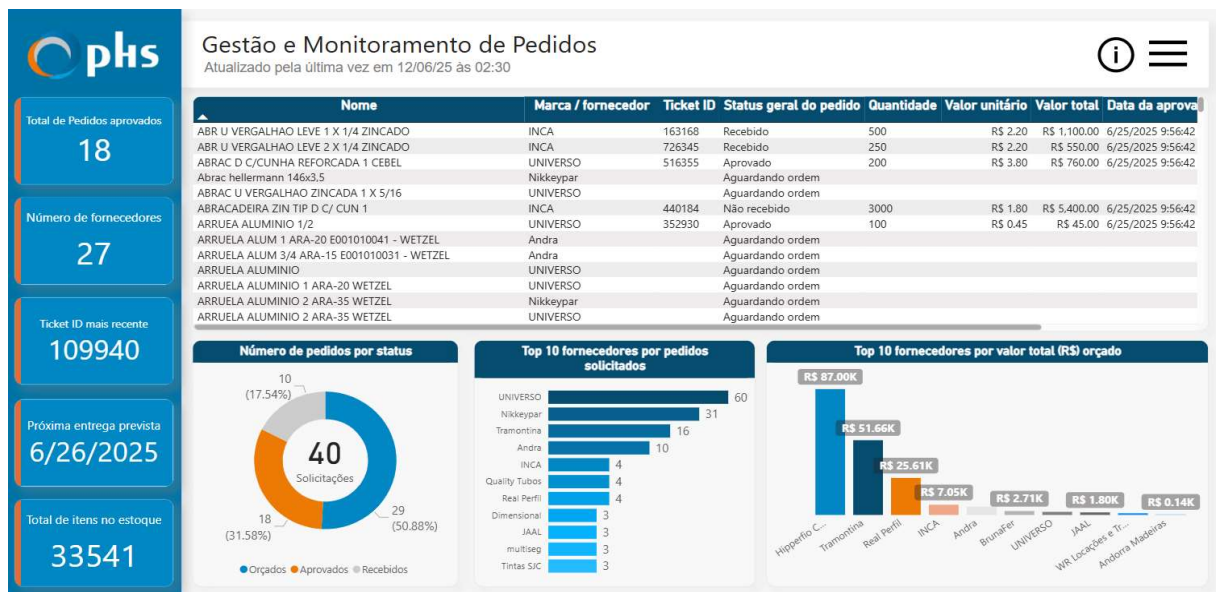 phs
Gestão e Monitoramento de Pedidos
Atualizado pela última vez em 12/06/25 às 02:30
Total de Pedidos aprovados
18
Número de fornecedores
27
Ticket ID mais recente
109940
Próxima entrega prevista
6/26/2025
Total de itens no estoque
33541
Nome Marca / fornecedor Ticket ID Status geral do pedido Quantidade Valor unitário Valor total Data da aprova
ABR U VERGALHAO LEVE 1 X 1/4 ZINCADO INCA 163168 Recebido 500 R$ 2.20 R$ 1,100.00 6/25/2025 9:56:42
ABR U VERGALHAO LEVE 2 X 1/4 ZINCADO INCA 726345 Recebido 250 R$ 2.20 R$ 550.00 6/25/2025 9:56:42
ABRAC D C/CUNHA REFORCADA 1 CEBEL UNIVERSO 516355 Aprovado 200 R$ 3.80 R$ 760.00 6/25/2025 9:56:42
Abrac hellermann 146x3,5 Nikkeypar Aguardando ordem
ABRAC U VERGALHAO ZINCADA 1 X 5/16 UNIVERSO Aguardando ordem
ABRACADEIRA ZIN TIP D C/ CUN 1 INCA 440184 Não recebido 3000 R$ 1.80 R$ 5,400.00 6/25/2025 9:56:42
ARRUEA ALUMINIO 1/2 UNIVERSO 352930 Aprovado 100 R$ 0.45 R$ 45.00 6/25/2025 9:56:42
ARRUELA ALUM 1 ARA-20 E001010041 - WETZEL Andra Aguardando ordem
ARRUELA ALUM 3/4 ARA-15 E001010031 - WETZEL Andra Aguardando ordem
ARRUELA ALUMINIO UNIVERSO Aguardando ordem
ARRUELA ALUMINIO 1 ARA-20 WETZEL UNIVERSO Aguardando ordem
ARRUELA ALUMINIO 2 ARA-35 WETZEL Nikkeypar Aguardando ordem
ARRUELA ALUMINIO 2 ARA-35 WETZEL UNIVERSO Aguardando ordem
Número de pedidos por status
10
(17.54%)
40
Solicitações
29
(50.88%)
18
(31.58%)
Orçados Aprovados Recebidos
Top 10 fornecedores por pedidos
solicitados
UNIVERSO 60
Nikkeypar 31
Tramontina 16
Andra 10
INCA 4
Quality Tubos 4
Real Perfil 4
Dimensional 3
JAAL 3
multiseg 3
Tintas SJC 3
Top 10 fornecedores por valor total (R$) orçado
R$ 87.00K
R$ 51.66K
R$ 25.61K
R$ 7.05K
R$ 2.71K
R$ 1.80K
R$ 0.14K
Hipperfio C...
Tramontina
Real Perfil
INCA
Andra
BrunaFer
UNIVERSO
JAAL
WR Locações e Tr...
Andorra Madeiras